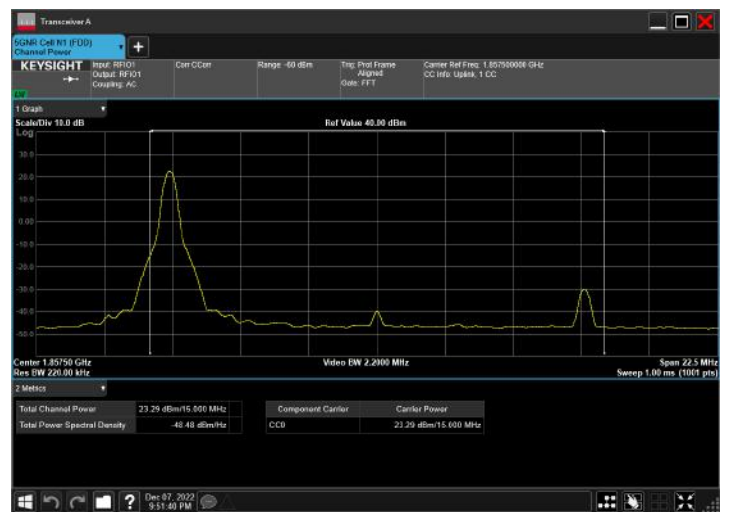 Transceiver A
5GNR Cell N1 (FDD)
Channel Power
KEYSIGHT
Input: RFIO1
Output: RFIO1
Coupling: AC
Corr CCorr
Range -60 dBm
Trig: Prot Frame
Aligned
Gate: FFT
Carrier Ref Freq: 1.857500000 GHz
CC Info: Uplink, 1 CC
1 Graph
Scale/Div 10.0 dB
Ref Value 40.00 dBm
Log
30.0
20.0
10.0
0.00
-10.0
-20.0
-30.0
-40.0
-50.0
Center 1.85750 GHz
Video BW 2.2000 MHz
Span 22.5 MHz
Res BW 220.00 kHz
Sweep 1.00 ms (1001 pts)
2 Metrics
Total Channel Power 23.29 dBm/15.000 MHz
Total Power Spectral Density -48.48 dBm/Hz
Component Carrier Carrier Power
CC0 23.29 dBm/15.000 MHz
?
Dec 07, 2022
9:51:40 PM